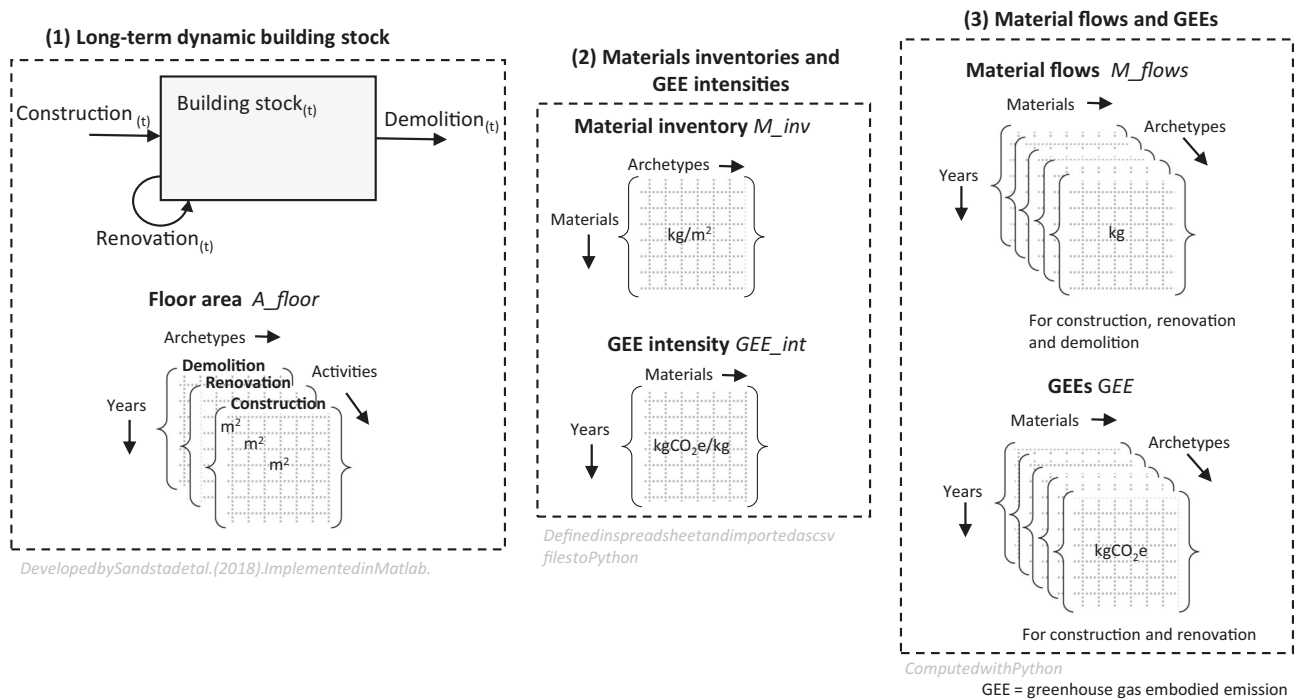 (1) Long-term dynamic building stock
Construction (t)
Building stock(t)
Demolition(t)
Renovation(t)
Floor area A_floor
Archetypes
Demolition
Renovation
Construction
Activities
Years
m²
m²
m²
DevelopedbySandstadetal.(2018).ImplementedinMatlab.
(2) Materials inventories and
GEE intensities
Material inventory M_inv
Archetypes
Materials
kg/m²
GEE intensity GEE_int
Materials
Years
kgCO₂e/kg
Definedinspreadsheetandimportedascsv
filestoPython
(3) Material flows and GEEs
Material flows M_flows
Materials
Archetypes
Years
kg
For construction, renovation
and demolition
GEEs GEE
Materials
Archetypes
Years
kgCO₂e
For construction and renovation
ComputedwithPython
GEE = greenhouse gas embodied emission